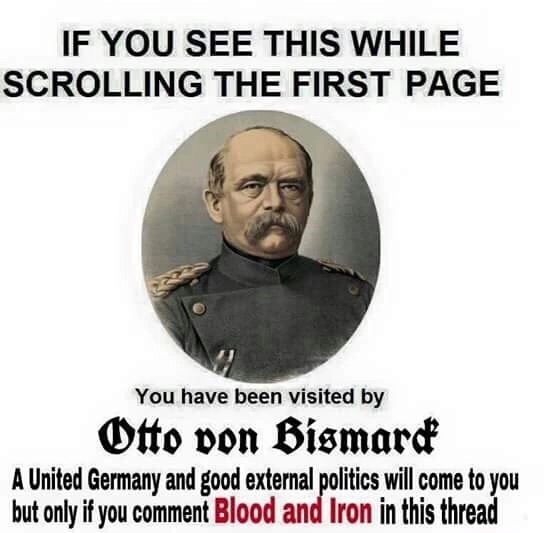 IF YOU SEE THIS WHILE
SCROLLING THE FIRST PAGE
You have been visited by
Otto von Bismarck
A United Germany and good external politics will come to you
but only if you comment Blood and Iron in this thread